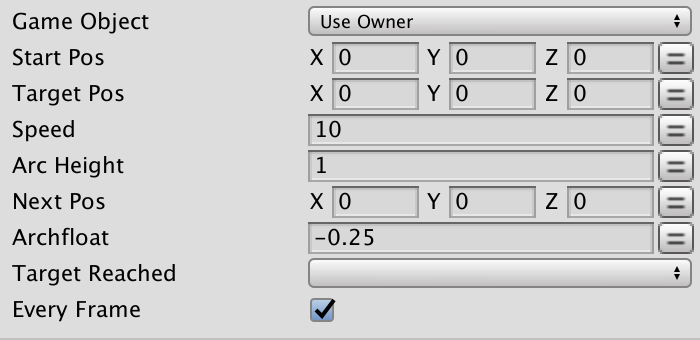 Game Object Use Owner
Start Pos X 0 Y 0 Z 0
Target Pos X 0 Y 0 Z 0
Speed 10
Arc Height 1
Next Pos X 0 Y 0 Z 0
Archfloat -0.25
Target Reached
Every Frame